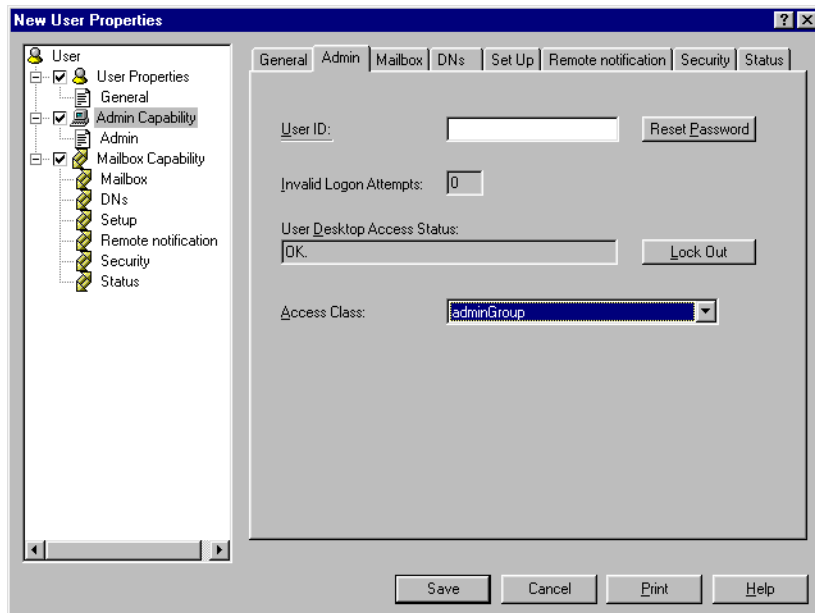 New User Properties
User
User Properties
General
Admin Capability
Admin
Mailbox Capability
Mailbox
DNs
Setup
Remote notification
Security
Status
General Admin Mailbox DNs Set Up Remote notification Security Status
User ID:
Reset Password
Invalid Logon Attempts: 0
User Desktop Access Status:
OK.
Lock Out
Access Class: adminGroup
Save Cancel Print Help